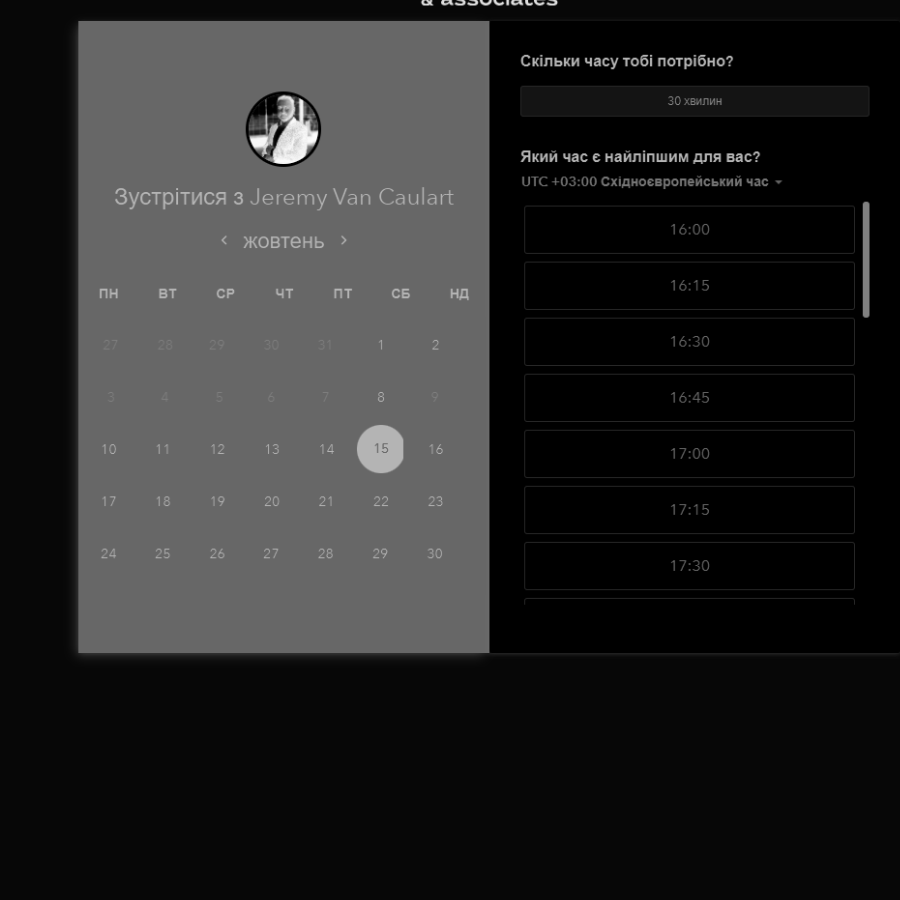 & associates
Зустрітися з Jeremy Van Caulart
‹ жовтень ›
ПН ВТ СР ЧТ ПТ СБ НД
27 28 29 30 31 1 2
3 4 5 6 7 8 9
10 11 12 13 14 15 16
17 18 19 20 21 22 23
24 25 26 27 28 29 30
Скільки часу тобі потрібно?
30 хвилин
Який час є найліпшим для вас?
UTC +03:00 Східноєвропейський час
16:00
16:15
16:30
16:45
17:00
17:15
17:30